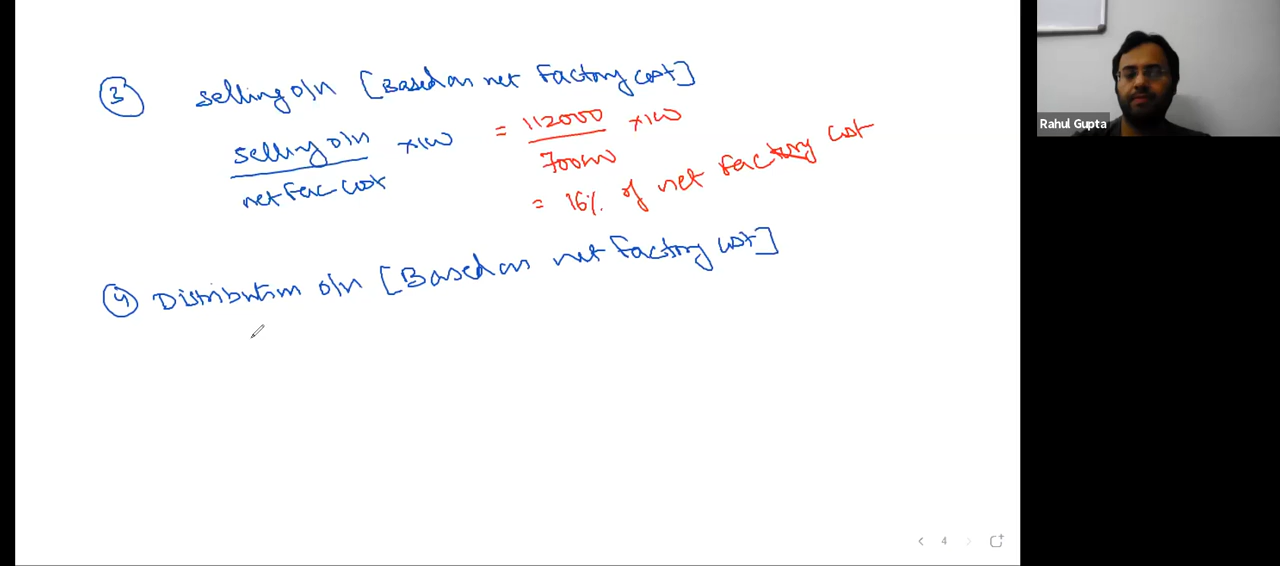 ③ selling o/h [Based on net Factory cost]
selling o/h / net Fac cost ×100 = 112000 / 700000 ×100
= 16% of net Factory cost
④ Distribution o/h [Based on net factory cost]
Rahul Gupta
4